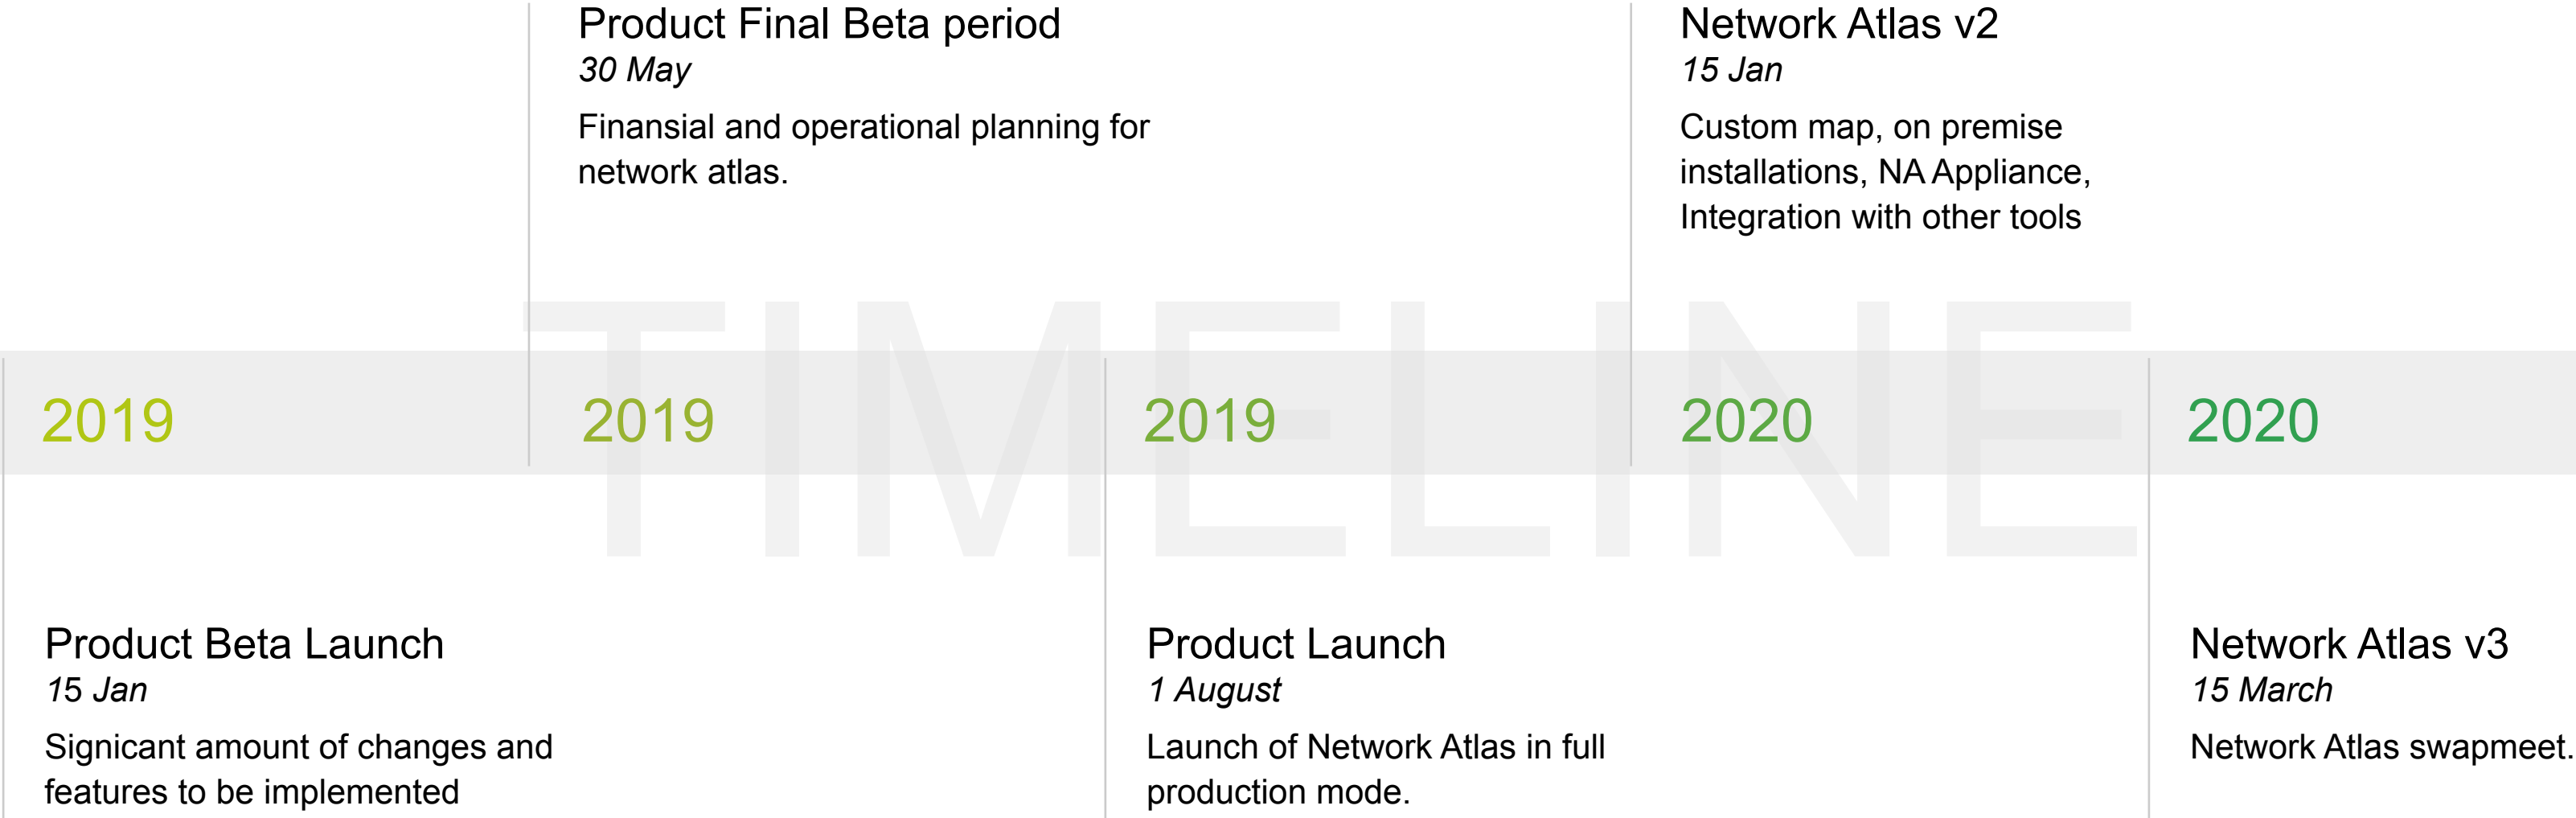 Product Final Beta period
30 May
Finansial and operational planning for
network atlas.
Network Atlas v2
15 Jan
Custom map, on premise
installations, NA Appliance,
Integration with other tools
TIMELINE
2019
2019
2019
2020
2020
Product Beta Launch
15 Jan
Signicant amount of changes and
features to be implemented
Product Launch
1 August
Launch of Network Atlas in full
production mode.
Network Atlas v3
15 March
Network Atlas swapmeet.